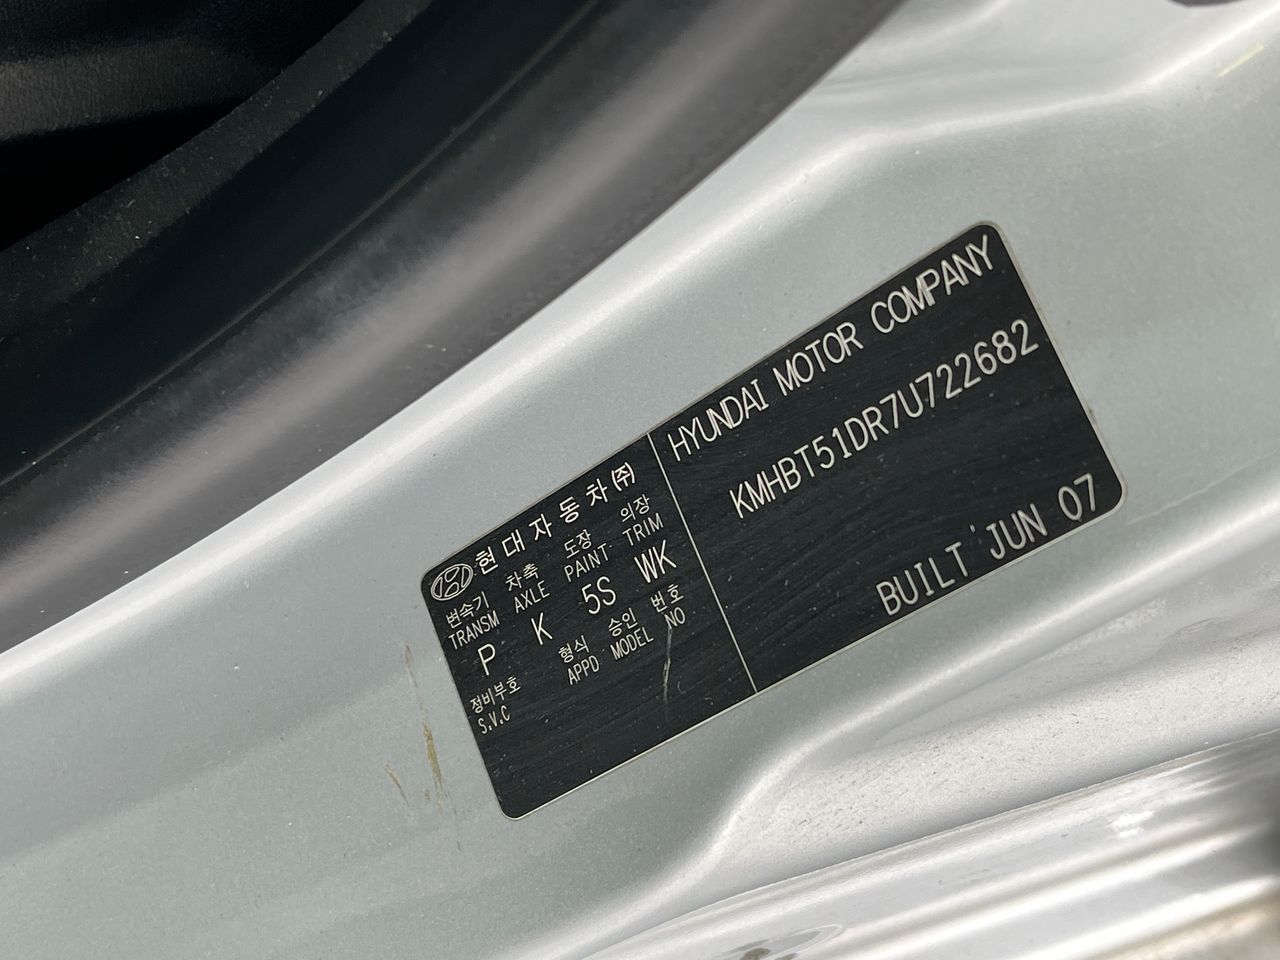 현대자동차(주)
변속기 차축 도장 의장
TRANSM AXLE PAINT TRIM
P K 5S WK
정비부호 형식 승인 번호
S.V.C APPD MODEL NO
HYUNDAI MOTOR COMPANY
KMHBT51DR7U722682
BUILT JUN 07